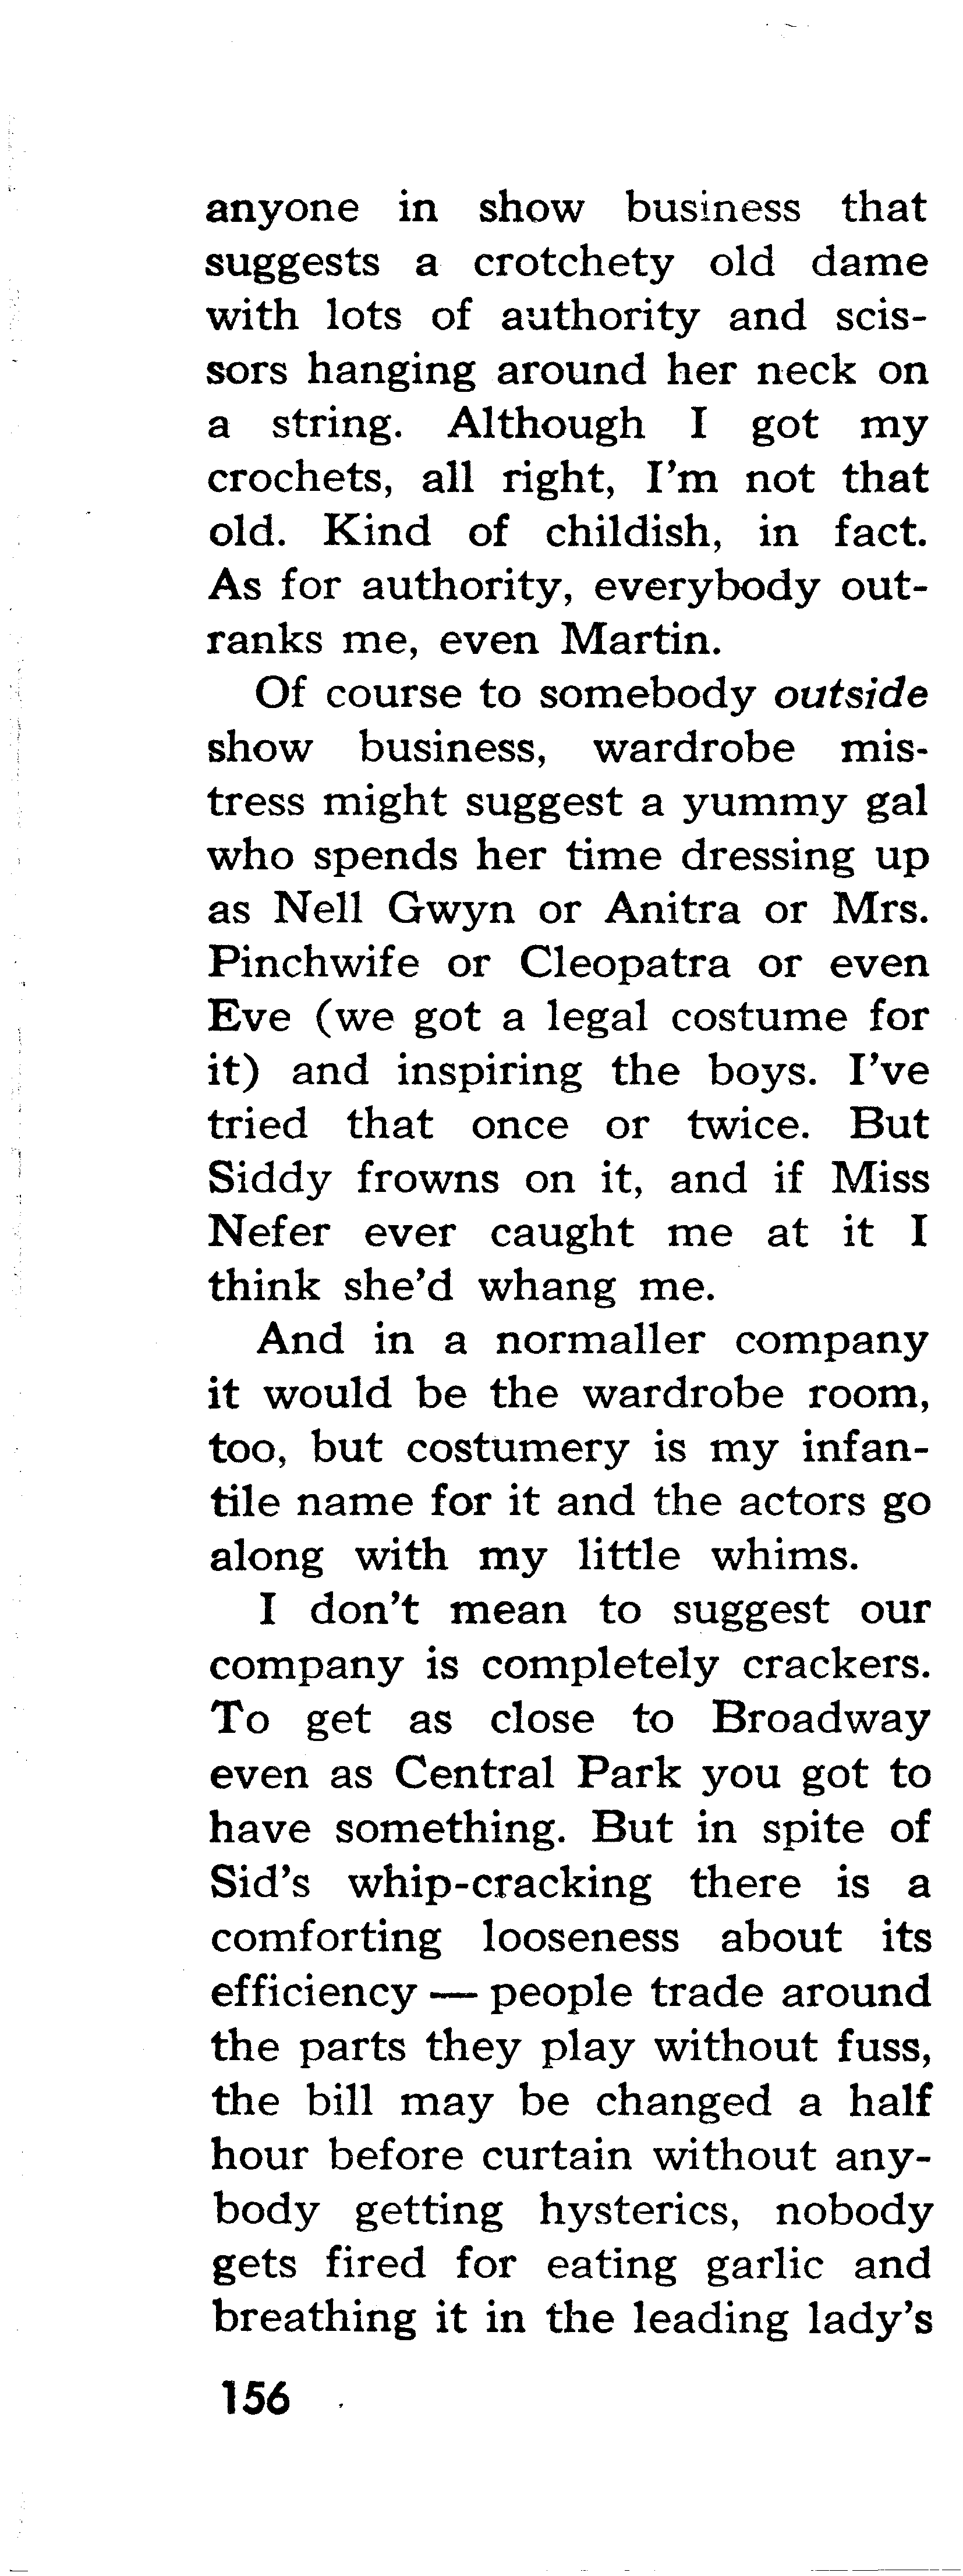 anyone in show business that
suggests a crotchety old dame
with lots of authority and scis-
sors hanging around her neck on
a string. Although I got my
crochets, all right, I'm not that
old. Kind of childish, in fact.
As for authority, everybody out-
ranks me, even Martin.
Of course to somebody outside
show business, wardrobe mis-
tress might suggest a yummy gal
who spends her time dressing up
as Nell Gwyn or Anitra or Mrs.
Pinchwife or Cleopatra or even
Eve (we got a legal costume for
it) and inspiring the boys. I've
tried that once or twice. But
Siddy frowns on it, and if Miss
Nefer ever caught me at it I
think she'd whang me.
And in a normaller company
it would be the wardrobe room,
too, but costumery is my infan-
tile name for it and the actors go
along with my little whims.
I don't mean to suggest our
company is completely crackers.
To get as close to Broadway
even as Central Park you got to
have something. But in spite of
Sid's whip-cracking there is a
comforting looseness about its
efficiency — people trade around
the parts they play without fuss,
the bill may be changed a half
hour before curtain without any-
body getting hysterics, nobody
gets fired for eating garlic and
breathing it in the leading lady's
156